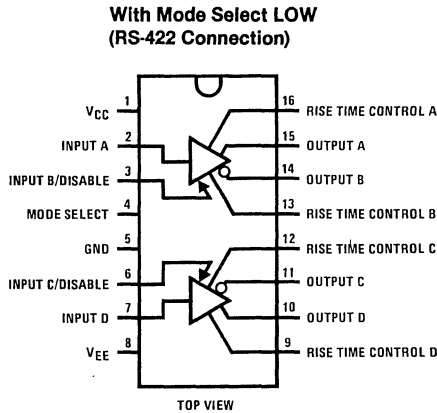 With Mode Select LOW
(RS-422 Connection)
VCC 1
INPUT A 2
INPUT B/DISABLE 3
MODE SELECT 4
GND 5
INPUT C/DISABLE 6
INPUT D 7
VEE 8
16 RISE TIME CONTROL A
15 OUTPUT A
14 OUTPUT B
13 RISE TIME CONTROL B
12 RISE TIME CONTROL C
11 OUTPUT C
10 OUTPUT D
9 RISE TIME CONTROL D
TOP VIEW